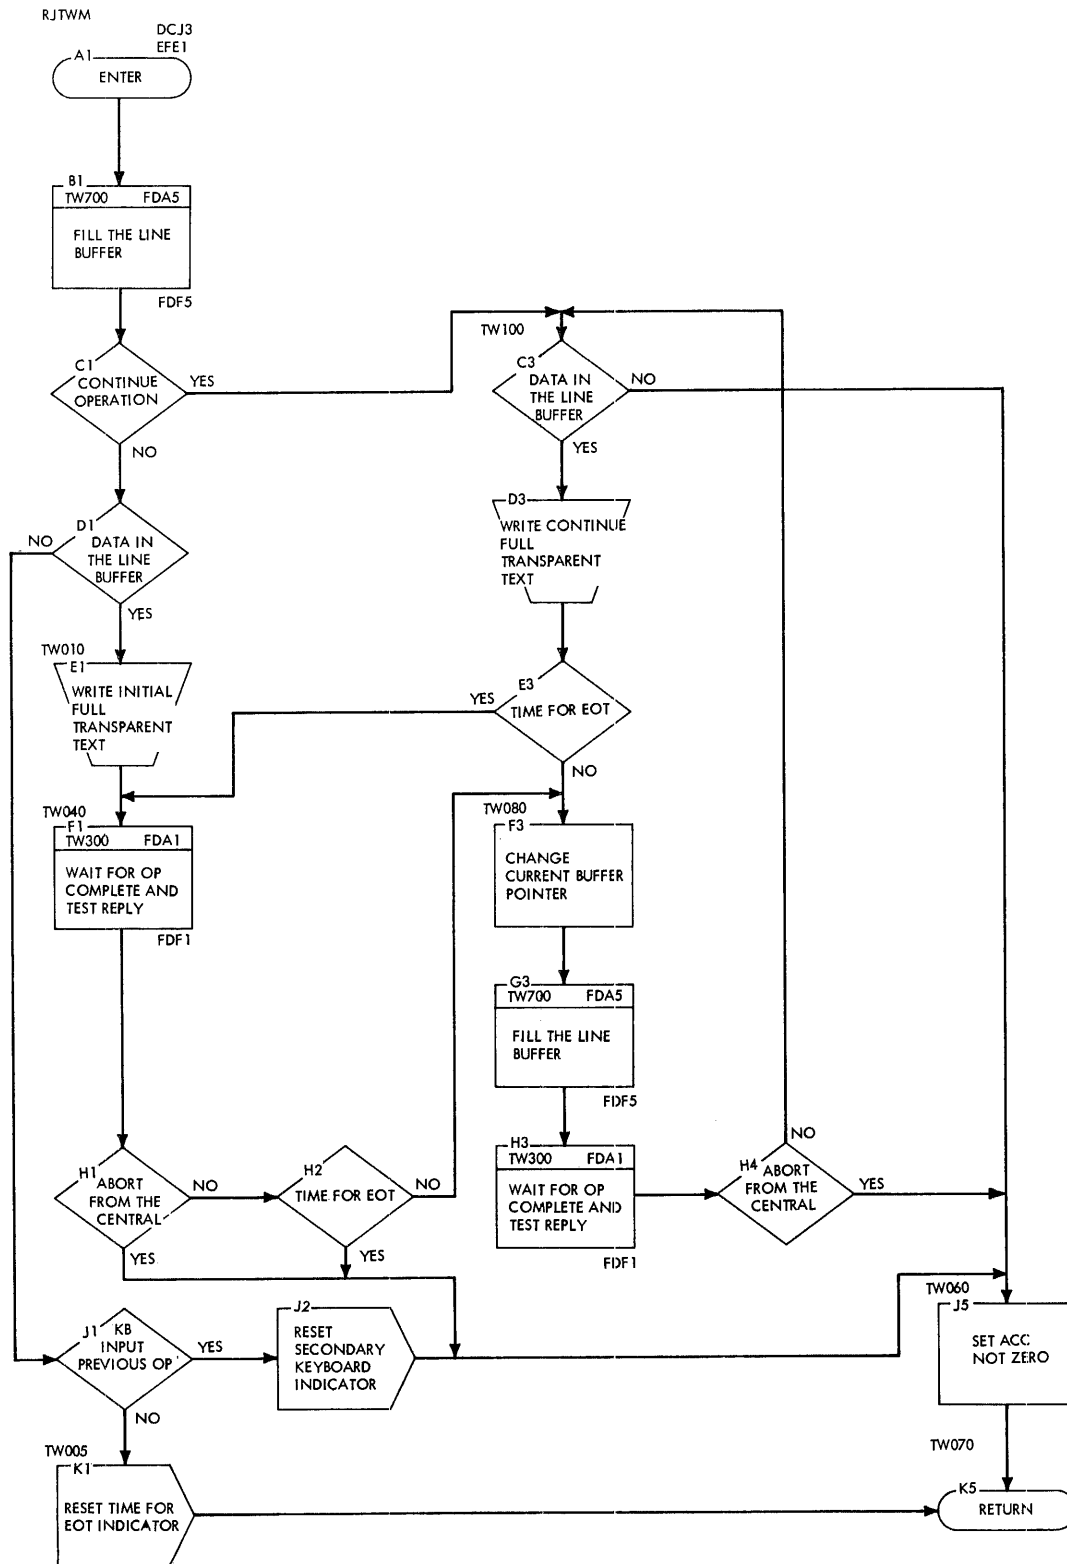 RJTWM
DCJ3
EFE1
A1
ENTER
B1
TW700 FDA5
FILL THE LINE
BUFFER
FDF5
C1
CONTINUE
OPERATION
YES
NO
TW100
C3
DATA IN
THE LINE
BUFFER
NO
YES
D1
DATA IN
THE LINE
BUFFER
NO
YES
D3
WRITE CONTINUE
FULL
TRANSPARENT
TEXT
TW010
E1
WRITE INITIAL
FULL
TRANSPARENT
TEXT
E3
TIME FOR EOT
YES
NO
TW040
F1
TW300 FDA1
WAIT FOR OP
COMPLETE AND
TEST REPLY
FDF1
TW080
F3
CHANGE
CURRENT BUFFER
POINTER
G3
TW700 FDA5
FILL THE LINE
BUFFER
FDF5
H1
ABORT
FROM THE
CENTRAL
NO
YES
H2
TIME FOR EOT
NO
YES
H3
TW300 FDA1
WAIT FOR OP
COMPLETE AND
TEST REPLY
FDF1
H4
ABORT
FROM THE
CENTRAL
NO
YES
J1
KB
INPUT
PREVIOUS OP
YES
NO
J2
RESET
SECONDARY
KEYBOARD
INDICATOR
TW060
J5
SET ACC
NOT ZERO
TW005
K1
RESET TIME FOR
EOT INDICATOR
TW070
K5
RETURN